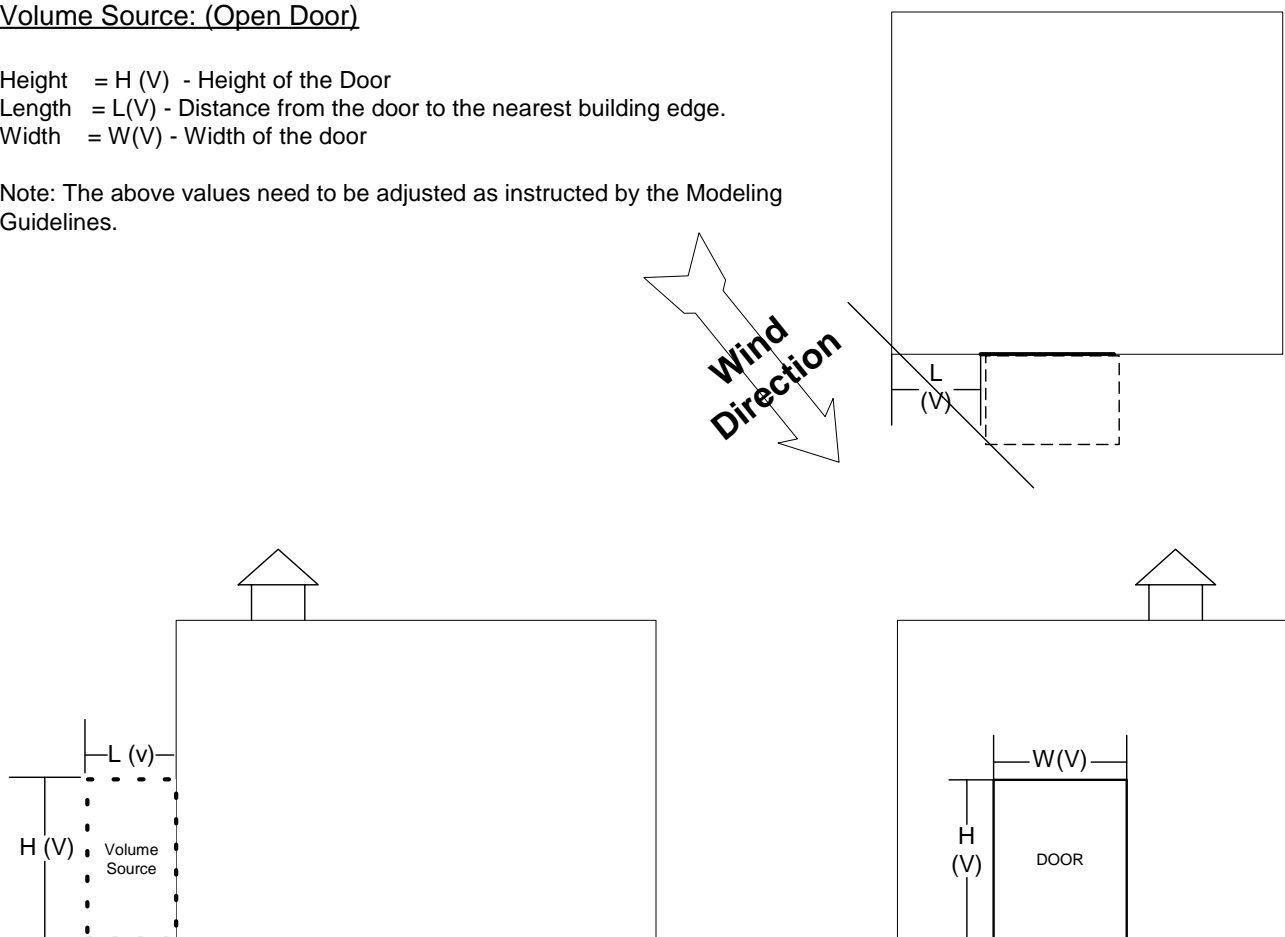 Volume Source: (Open Door)
Height = H (V) - Height of the Door
Length = L(V) - Distance from the door to the nearest building edge.
Width = W(V) - Width of the door
Note: The above values need to be adjusted as instructed by the Modeling
Guidelines.
Wind
Direction
L
(V)
L (v)
H (V)
Volume
Source
W(V)
H
(V)
DOOR